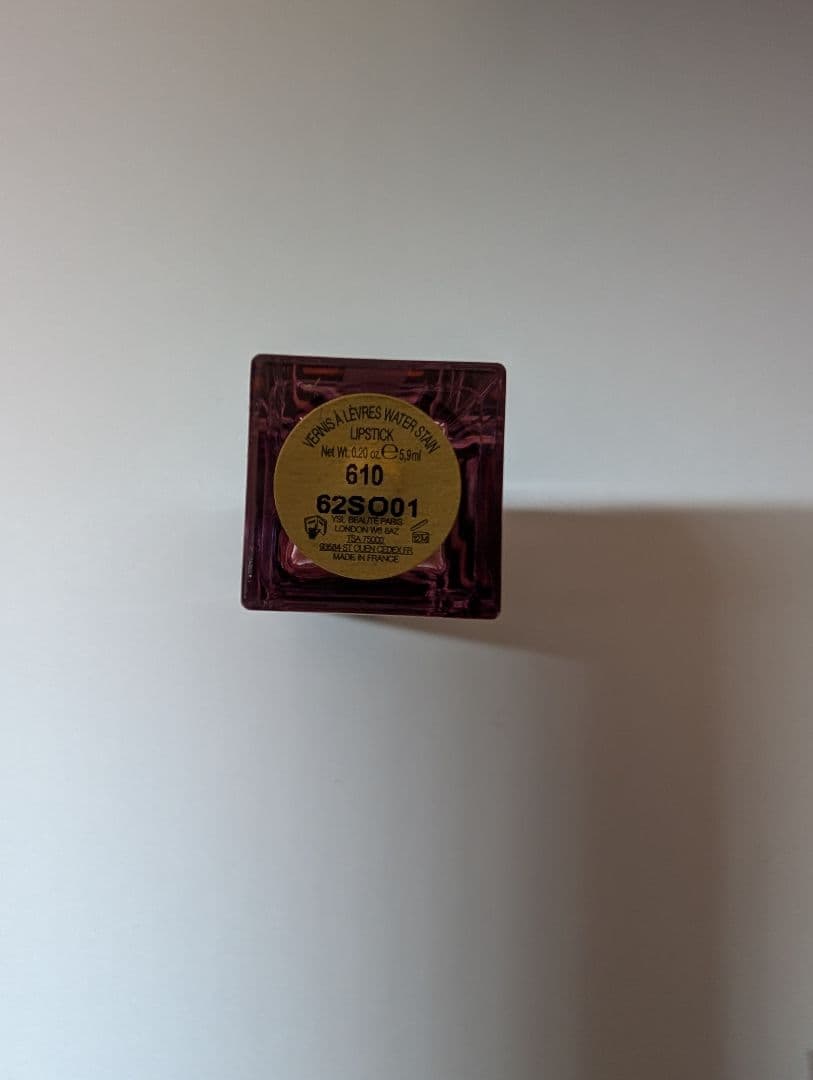 VERNIS À LÈVRES WATER STAIN
LIPSTICK
Net Wt. 0.20 oz. ℮ 5,9ml
610
62SO01
YSL BEAUTÉ PARIS
LONDON W6 8AZ
TSA 75000
93584 ST OUEN CEDEX FR
MADE IN FRANCE
12M